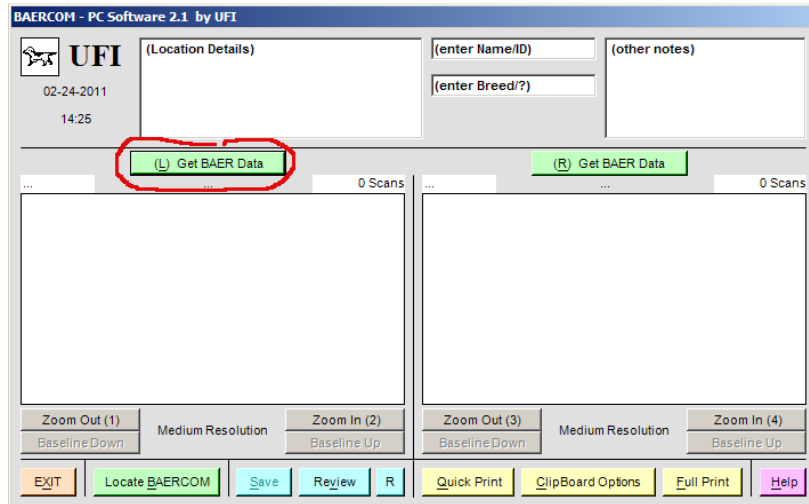 BAERCOM - PC Software 2.1 by UFI
UFI
(Location Details)
(enter Name/ID)
(other notes)
(enter Breed/?)
02-24-2011
14:25
(L) Get BAER Data
(R) Get BAER Data
... ... 0 Scans
... ... 0 Scans
Zoom Out (1)
Medium Resolution
Zoom In (2)
Baseline Down
Baseline Up
Zoom Out (3)
Medium Resolution
Zoom In (4)
Baseline Down
Baseline Up
EXIT
Locate BAERCOM
Save
Review
R
Quick Print
ClipBoard Options
Full Print
Help